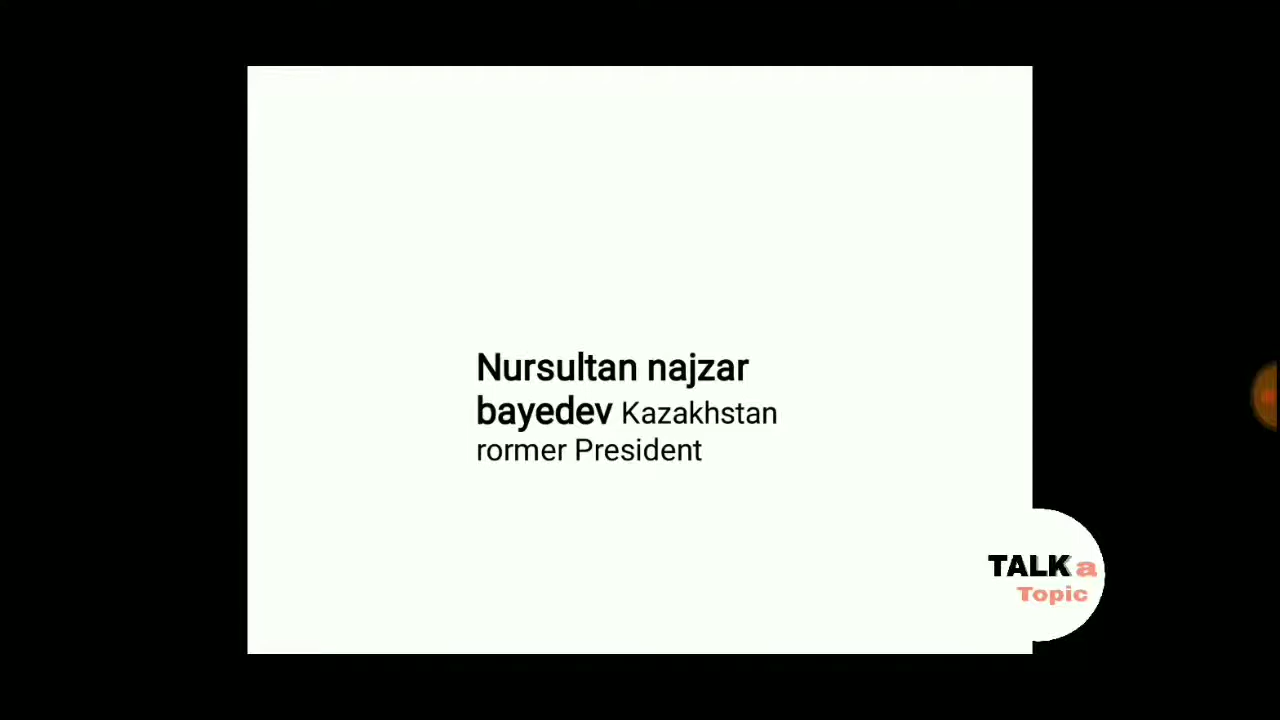 Nursultan najzar
bayedev Kazakhstan
rormer President
TALK a
Topic